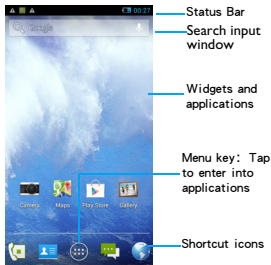 00:27
Status Bar
Google
Search input
window
Widgets and
applications
Menu key: Tap
to enter into
applications
Camera
Maps
Play Store
Gallery
Shortcut icons